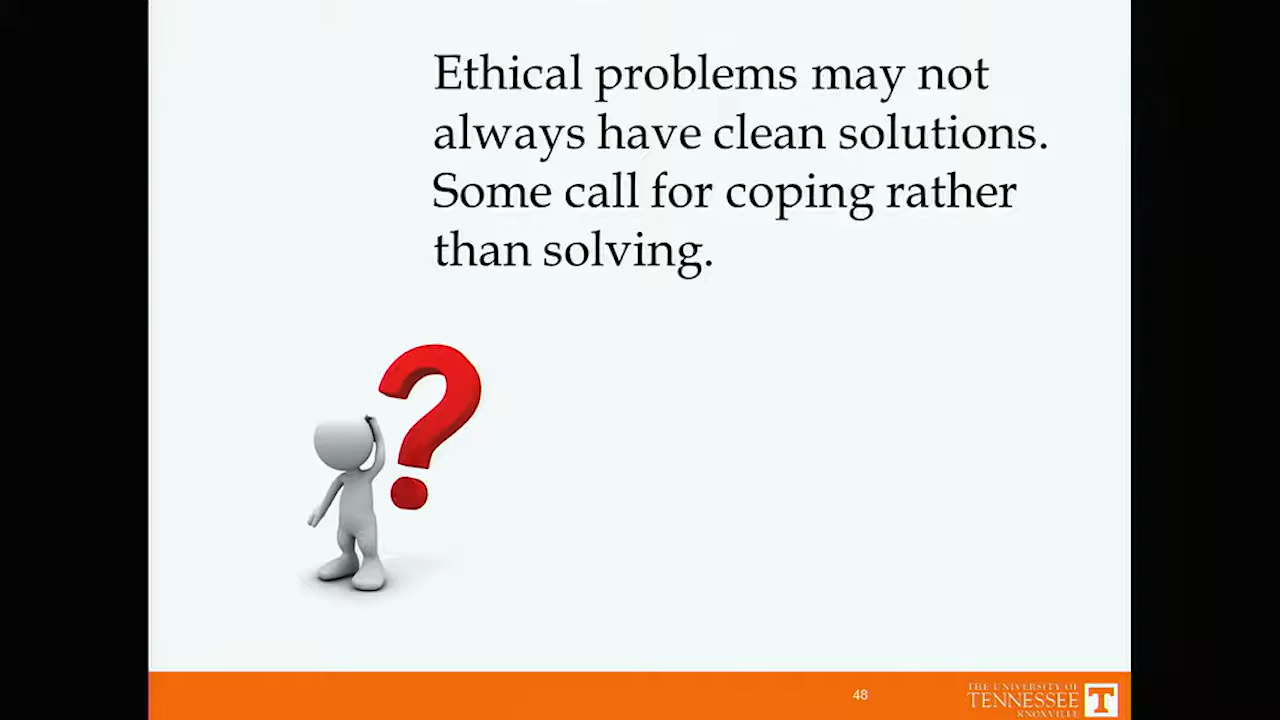 Ethical problems may not
always have clean solutions.
Some call for coping rather
than solving.
48
THE UNIVERSITY OF
TENNESSEE
KNOXVILLE
T